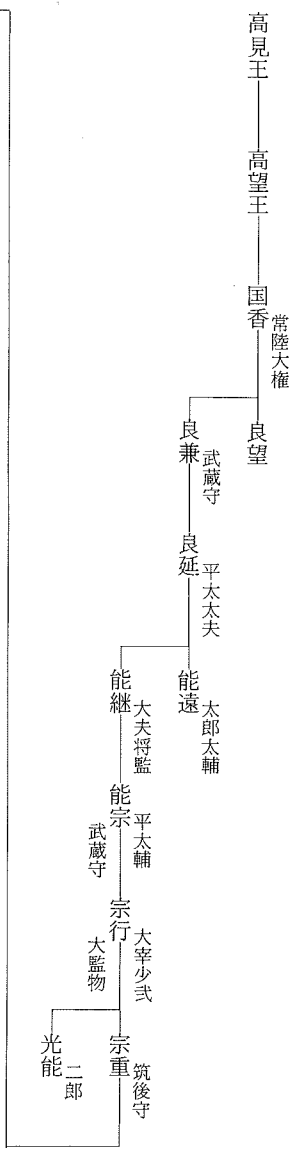 高見王
高望王
国香
常陸大権
良望
良兼
武蔵守
良延
平太太夫
能遠
太郎太輔
能継
大夫将監
能宗
平太輔
武蔵守
宗行
大宰少弐
大監物
宗重
筑後守
光能
二郎